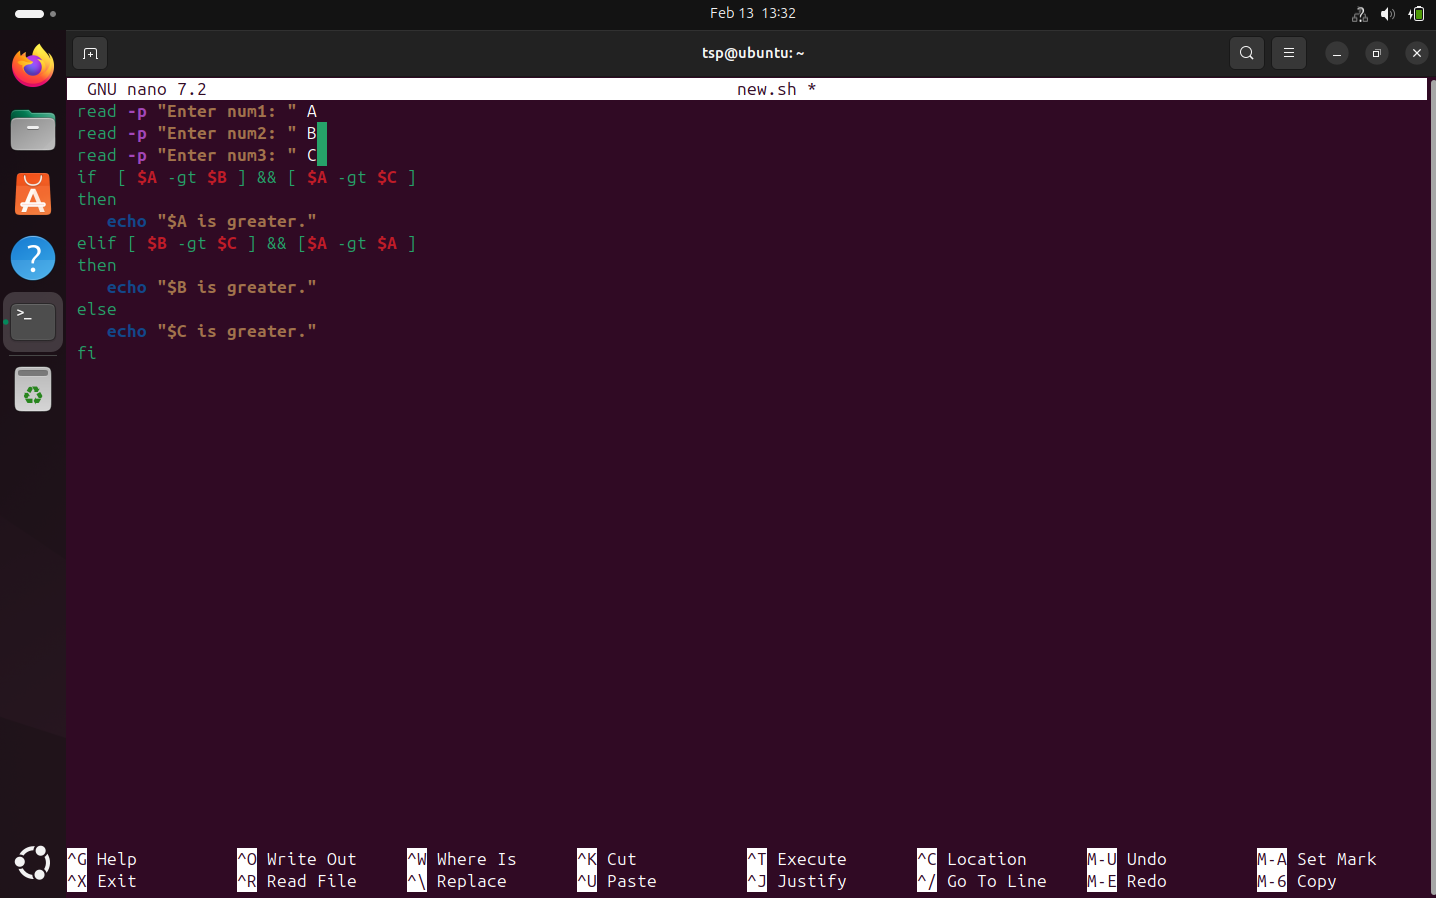 Feb 13 13:32
tsp@ubuntu: ~
GNU nano 7.2 new.sh *
read -p "Enter num1: " A
read -p "Enter num2: " B
read -p "Enter num3: " C
if  [ $A -gt $B ] && [ $A -gt $C ]
then
   echo "$A is greater."
elif [ $B -gt $C ] && [$A -gt $A ]
then
   echo "$B is greater."
else
   echo "$C is greater."
fi
^G Help ^O Write Out ^W Where Is ^K Cut ^T Execute ^C Location M-U Undo M-A Set Mark
^X Exit ^R Read File ^\ Replace ^U Paste ^J Justify ^/ Go To Line M-E Redo M-6 Copy